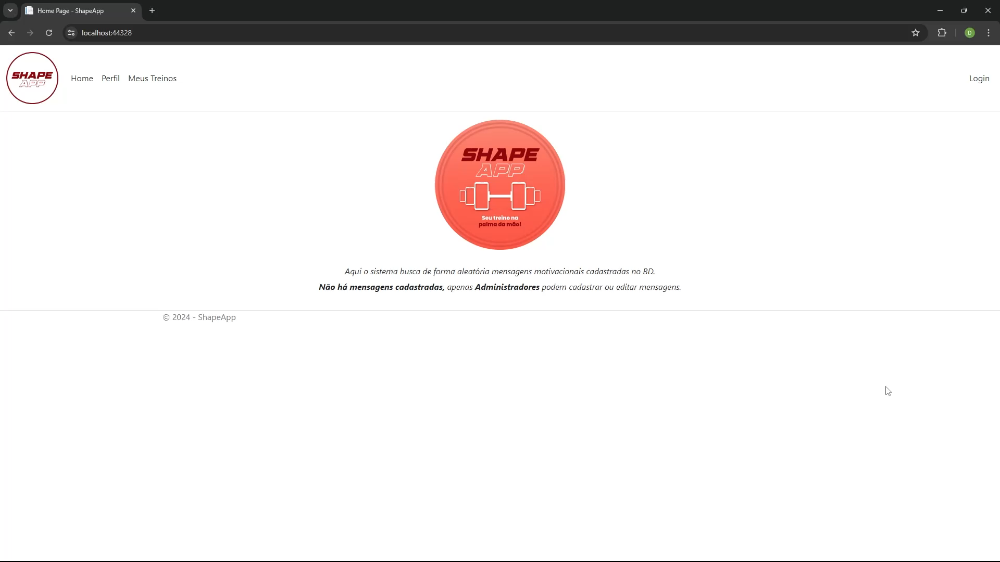 Home Page - ShapeApp
localhost:44328
D
SHAPE
APP
Home Perfil Meus Treinos
Login
SHAPE
APP
Seu treino na
palma da mão!
Aqui o sistema busca de forma aleatória mensagens motivacionais cadastradas no BD.
Não há mensagens cadastradas, apenas Administradores podem cadastrar ou editar mensagens.
© 2024 - ShapeApp